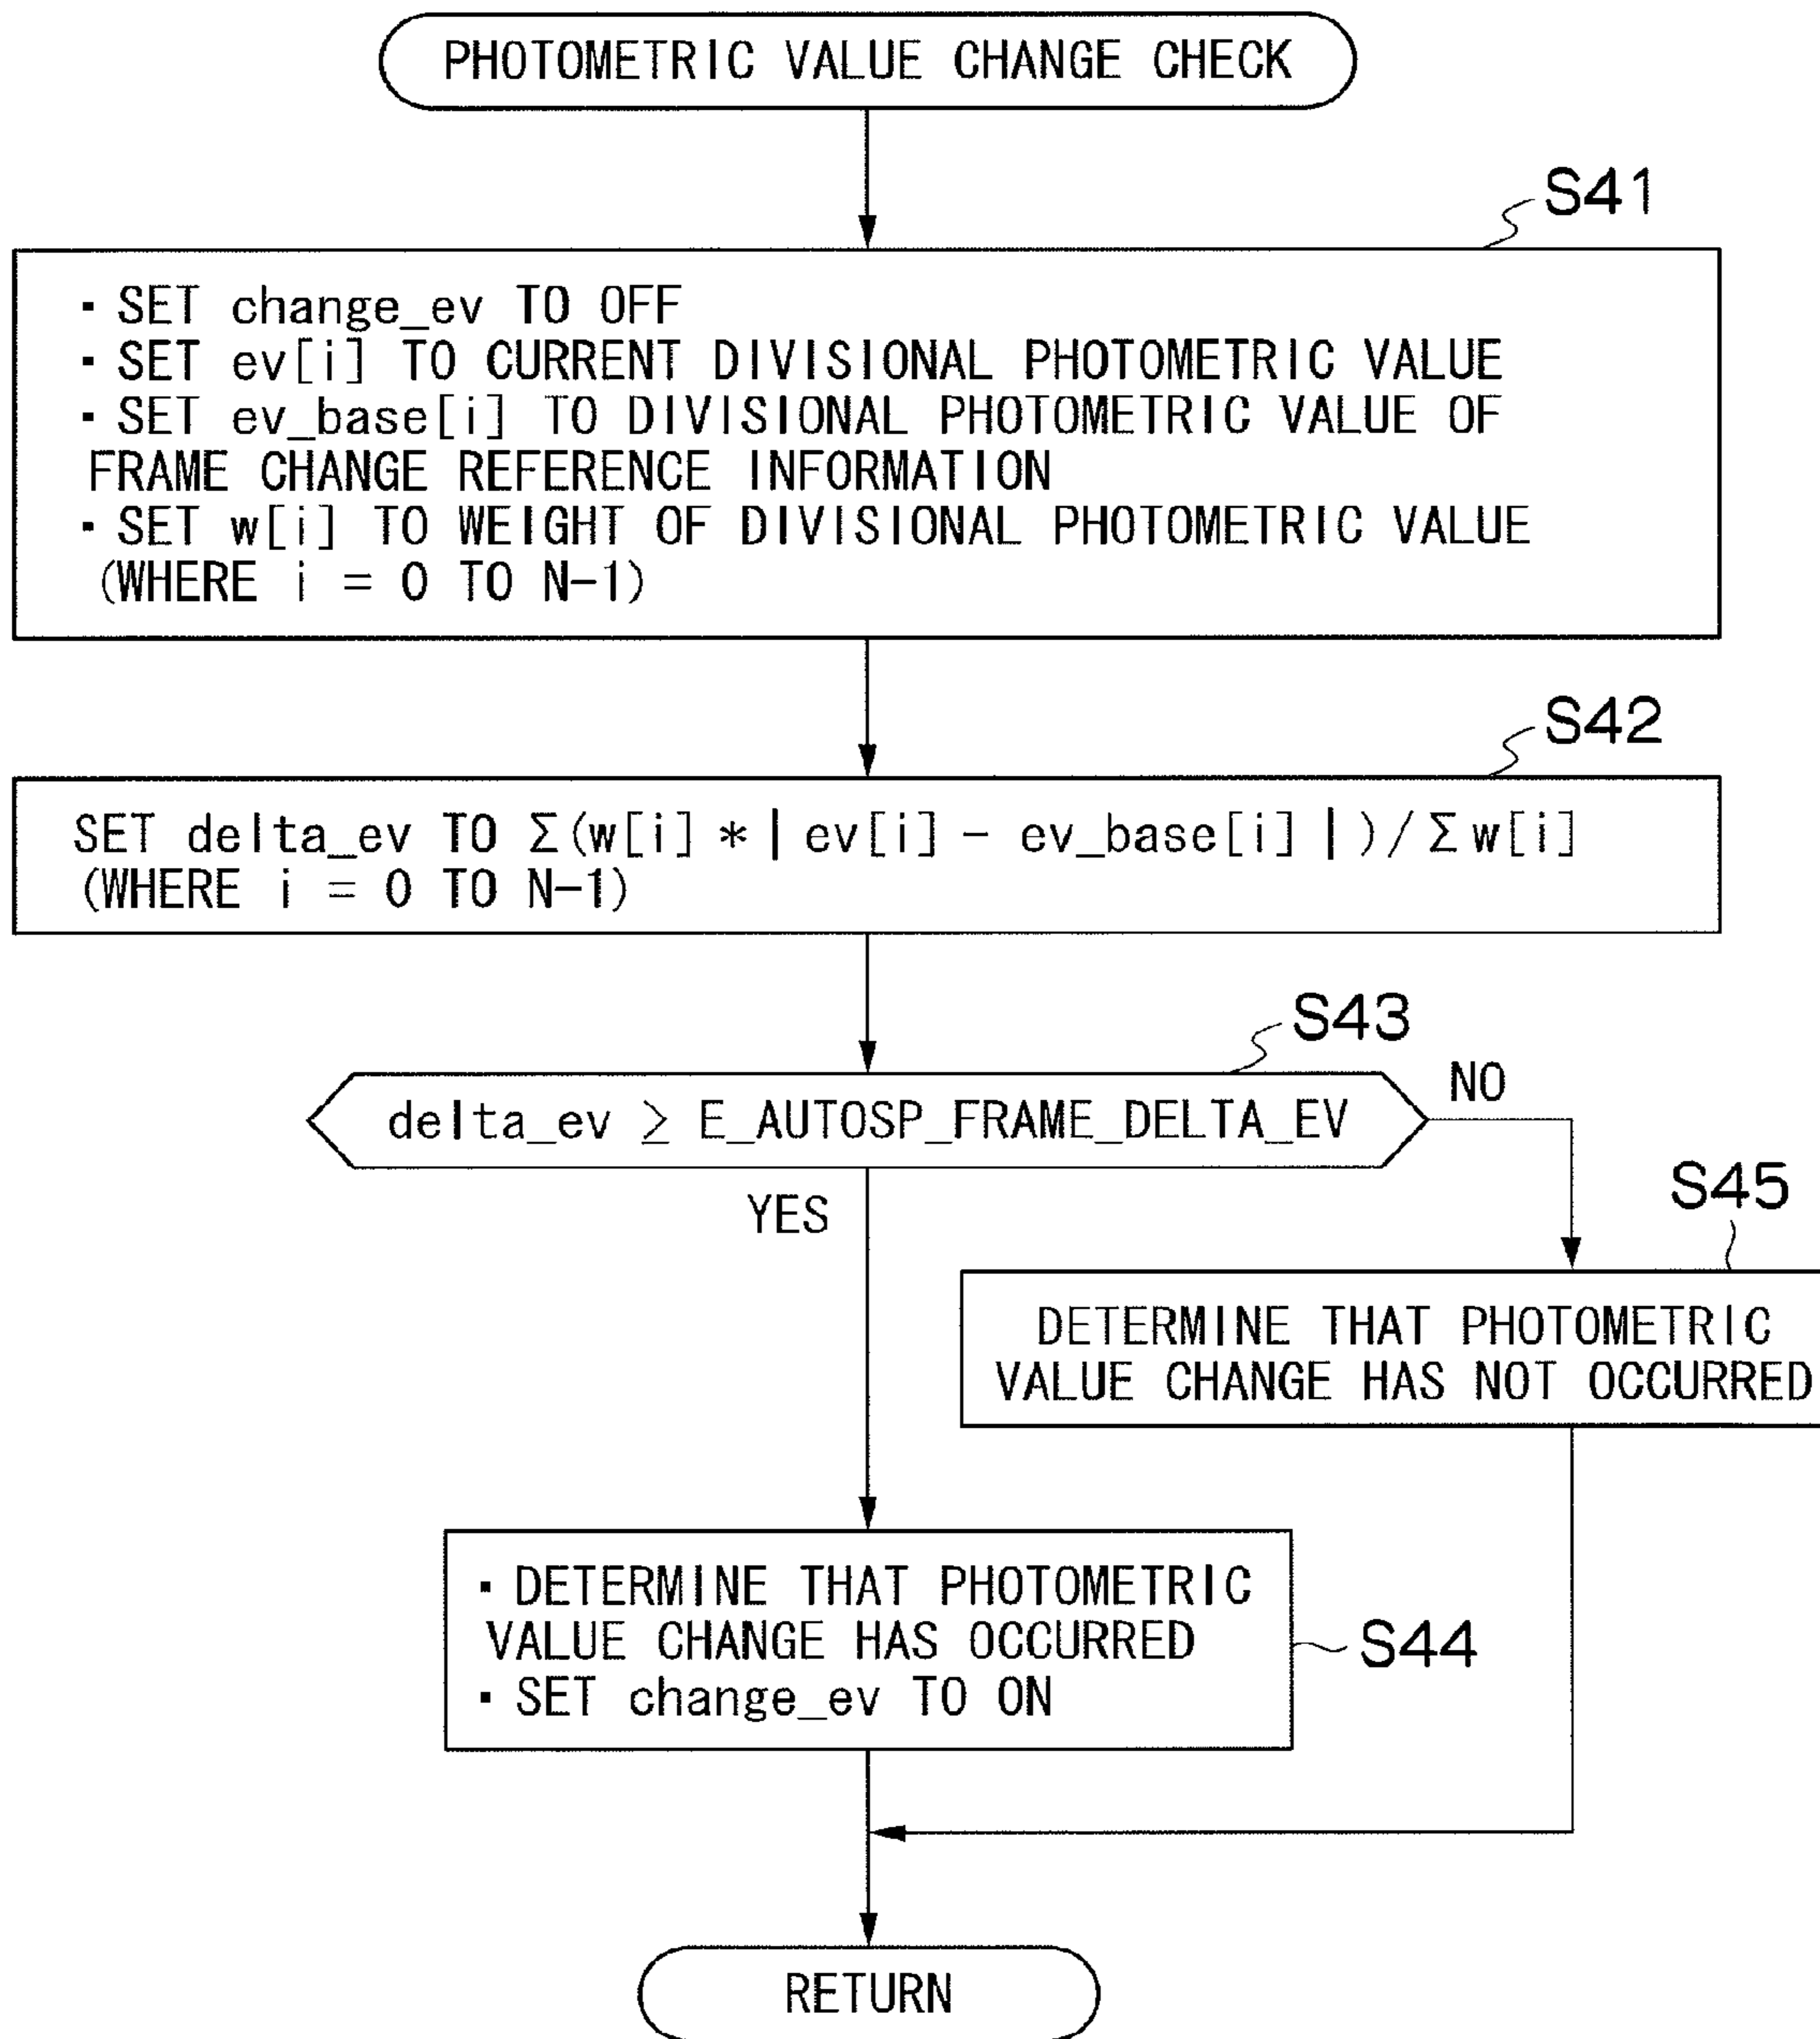 PHOTOMETRIC VALUE CHANGE CHECK
S41
▪ SET change_ev TO OFF
▪ SET ev[i] TO CURRENT DIVISIONAL PHOTOMETRIC VALUE
▪ SET ev_base[i] TO DIVISIONAL PHOTOMETRIC VALUE OF
FRAME CHANGE REFERENCE INFORMATION
▪ SET w[i] TO WEIGHT OF DIVISIONAL PHOTOMETRIC VALUE
(WHERE i = 0 TO N-1)
S42
SET delta_ev TO Σ(w[i] * | ev[i] - ev_base[i] | )/Σw[i]
(WHERE i = 0 TO N-1)
S43
delta_ev ≥ E_AUTOSP_FRAME_DELTA_EV
NO
YES
S45
DETERMINE THAT PHOTOMETRIC
VALUE CHANGE HAS NOT OCCURRED
▪ DETERMINE THAT PHOTOMETRIC
VALUE CHANGE HAS OCCURRED
▪ SET change_ev TO ON
S44
RETURN